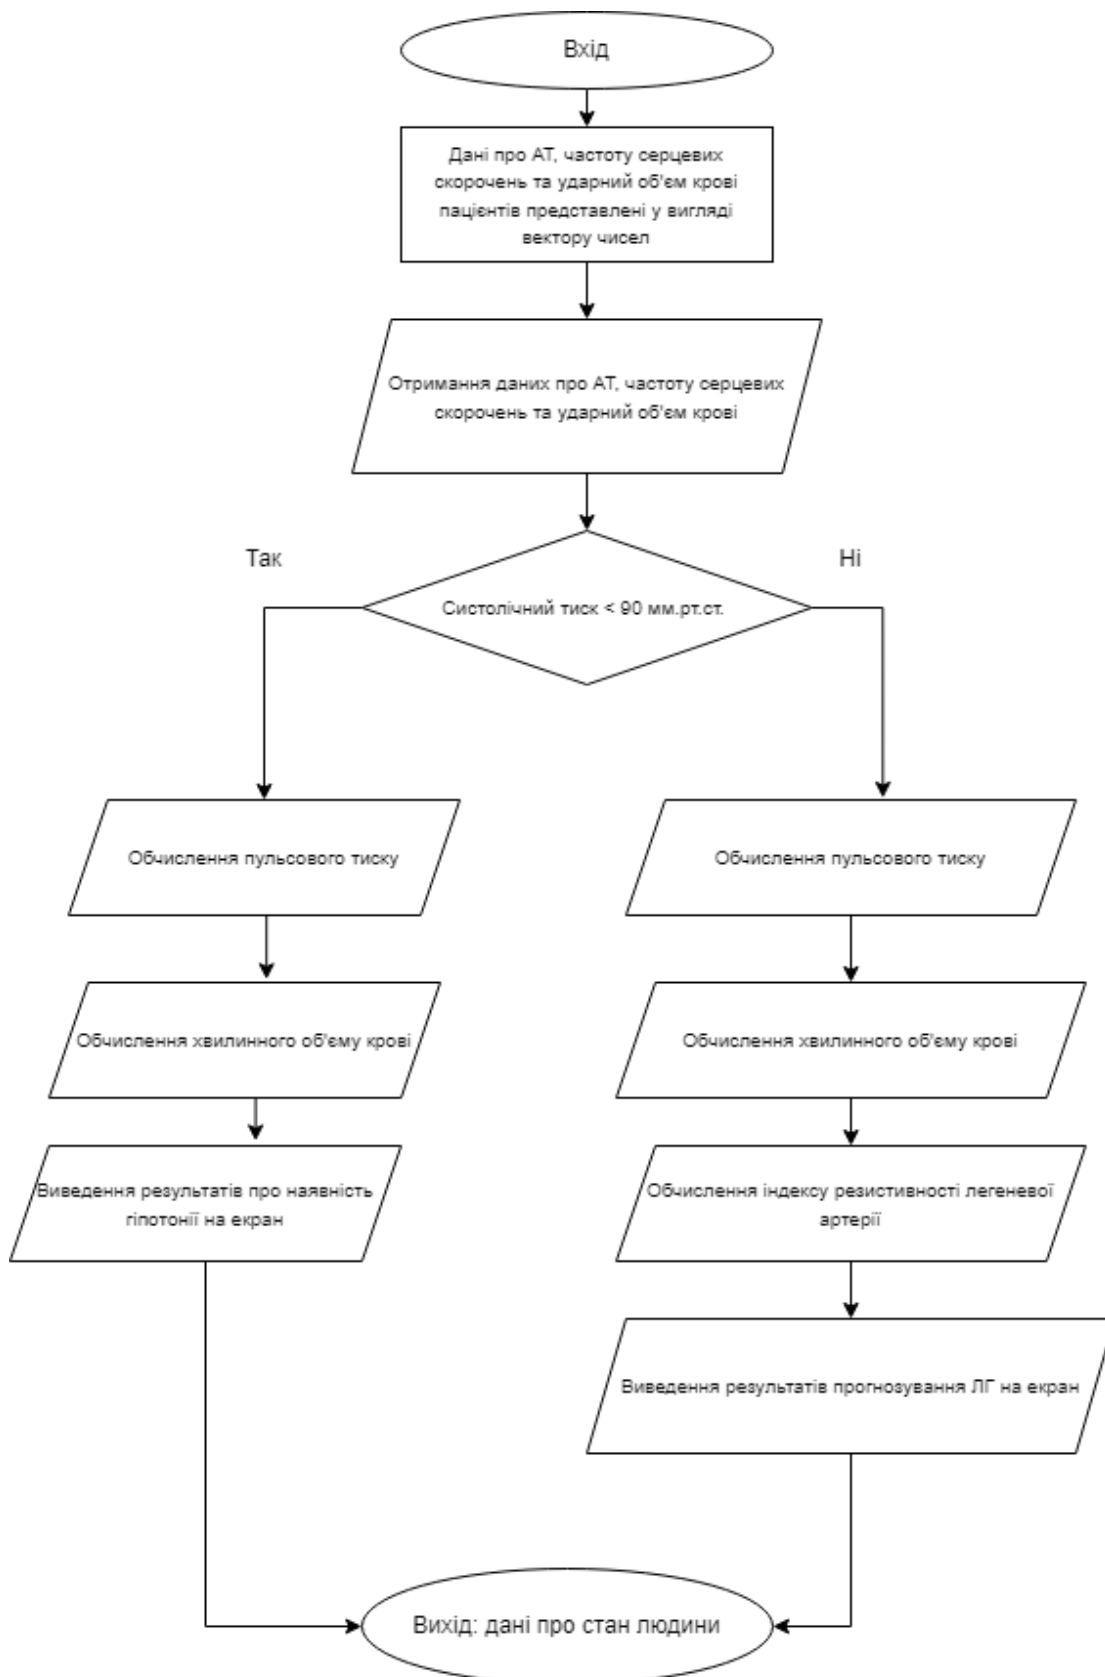 Вхід
Дані про АТ, частоту серцевих
скорочень та ударний об'єм крові
пацієнтів представлені у вигляді
вектору чисел
Отримання даних про АТ, частоту серцевих
скорочень та ударний об'єм крові
Так
Ні
Систолічний тиск < 90 мм.рт.ст.
Обчислення пульсового тиску
Обчислення хвилинного об'єму крові
Виведення результатів про наявність
гіпотонії на екран
Обчислення пульсового тиску
Обчислення хвилинного об'єму крові
Обчислення індексу резистивності легеневої
артерії
Виведення результатів прогнозування ЛГ на екран
Вихід: дані про стан людини